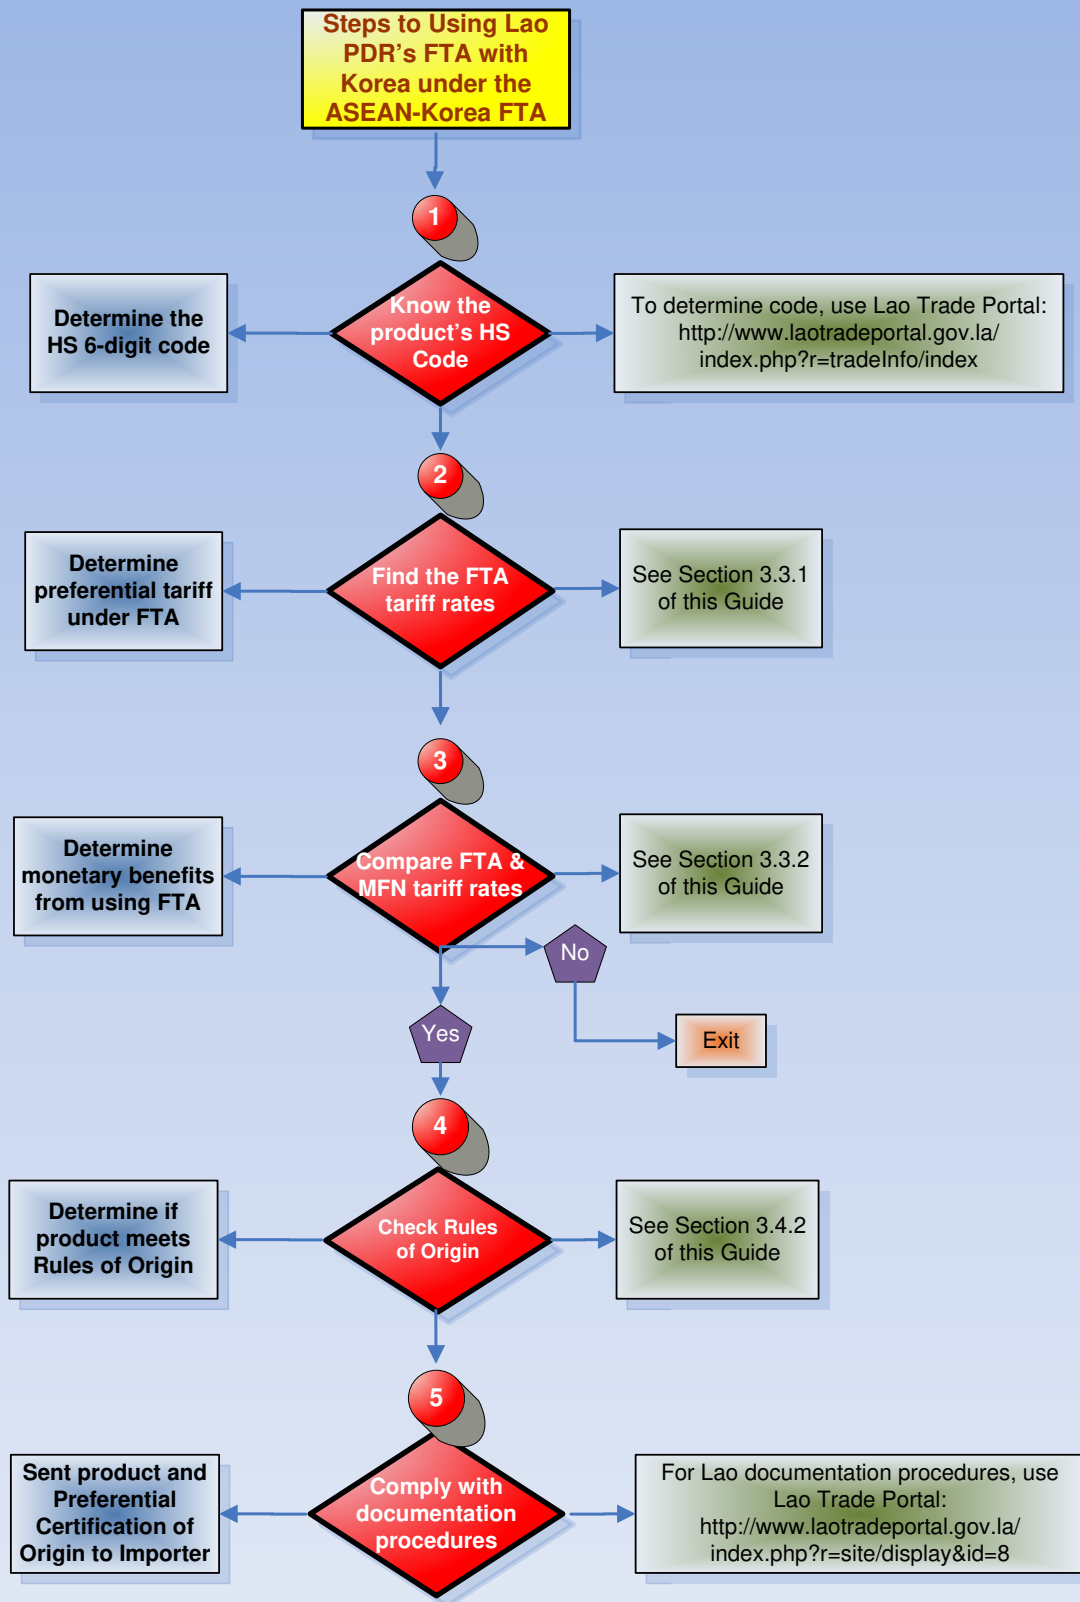 Steps to Using Lao
PDR's FTA with
Korea under the
ASEAN-Korea FTA
1
Determine the
HS 6-digit code
Know the
product's HS
Code
To determine code, use Lao Trade Portal:
http://www.laotradeportal.gov.la/
index.php?r=tradeInfo/index
2
Determine
preferential tariff
under FTA
Find the FTA
tariff rates
See Section 3.3.1
of this Guide
3
Determine
monetary benefits
from using FTA
Compare FTA &
MFN tariff rates
See Section 3.3.2
of this Guide
No
Yes
Exit
4
Determine if
product meets
Rules of Origin
Check Rules
of Origin
See Section 3.4.2
of this Guide
5
Sent product and
Preferential
Certification of
Origin to Importer
Comply with
documentation
procedures
For Lao documentation procedures, use
Lao Trade Portal:
http://www.laotradeportal.gov.la/
index.php?r=site/display&id=8